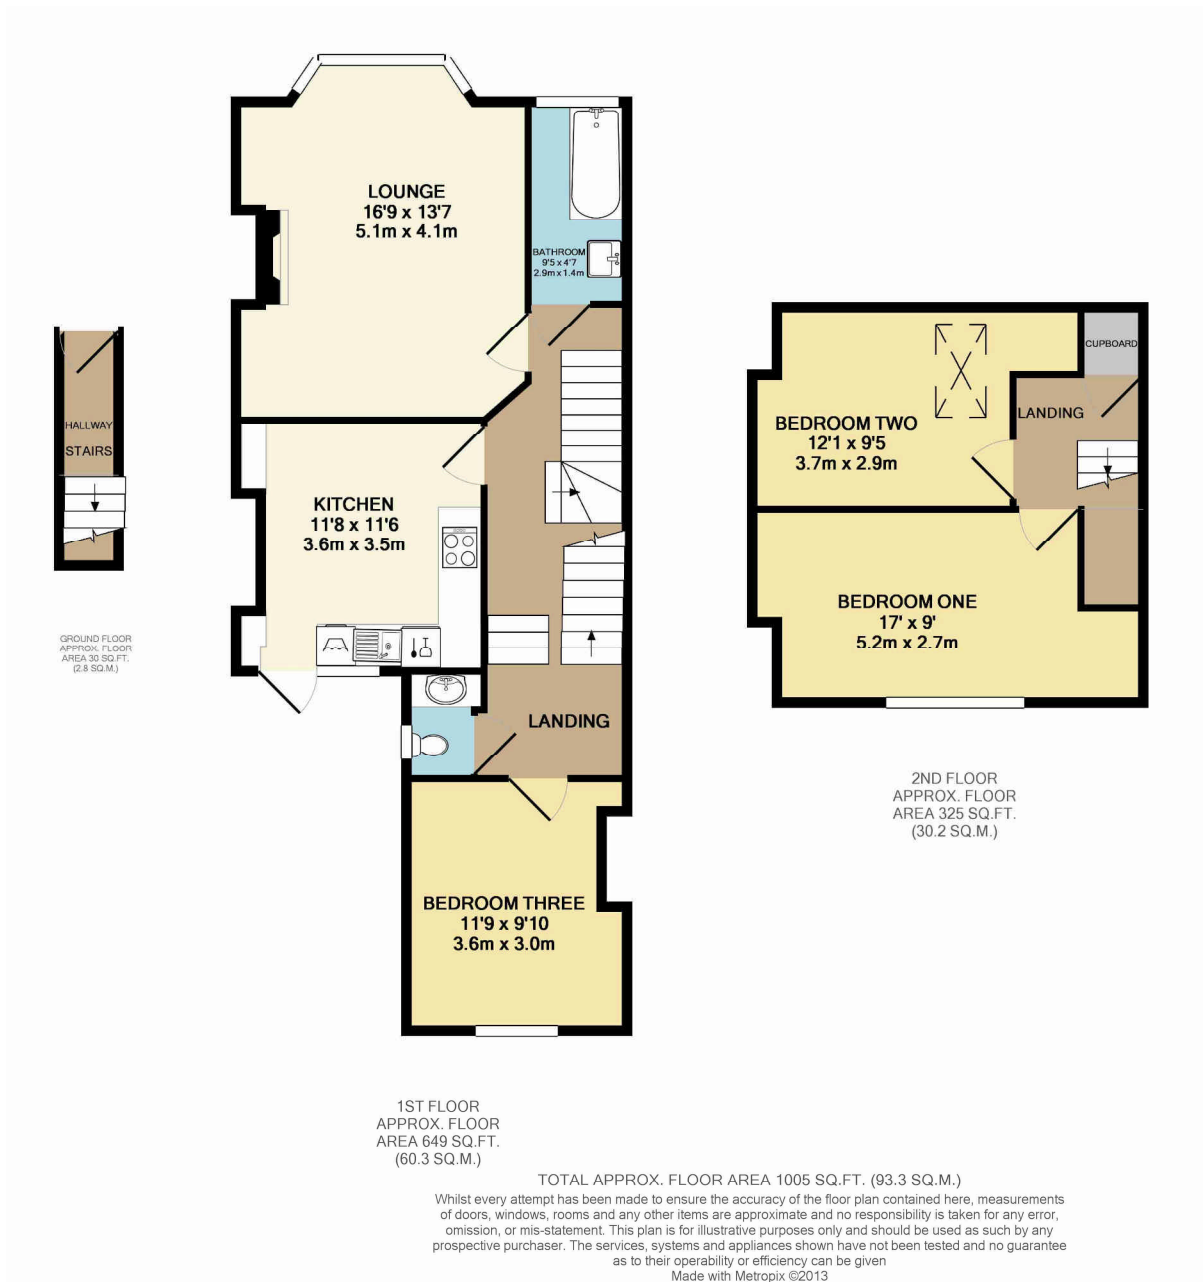 LOUNGE
16'9 x 13'7
5.1m x 4.1m
BATHROOM
9'5 x 4'7
2.9m x 1.4m
HALLWAY
STAIRS
KITCHEN
11'8 x 11'6
3.6m x 3.5m
LANDING
BEDROOM THREE
11'9 x 9'10
3.6m x 3.0m
CUPBOARD
LANDING
BEDROOM TWO
12'1 x 9'5
3.7m x 2.9m
BEDROOM ONE
17' x 9'
5.2m x 2.7m
GROUND FLOOR
APPROX. FLOOR
AREA 30 SQ.FT.
(2.8 SQ.M.)
2ND FLOOR
APPROX. FLOOR
AREA 325 SQ.FT.
(30.2 SQ.M.)
1ST FLOOR
APPROX. FLOOR
AREA 649 SQ.FT.
(60.3 SQ.M.)
TOTAL APPROX. FLOOR AREA 1005 SQ.FT. (93.3 SQ.M.)
Whilst every attempt has been made to ensure the accuracy of the floor plan contained here, measurements
of doors, windows, rooms and any other items are approximate and no responsibility is taken for any error,
omission, or mis-statement. This plan is for illustrative purposes only and should be used as such by any
prospective purchaser. The services, systems and appliances shown have not been tested and no guarantee
as to their operability or efficiency can be given
Made with Metropix ©2013